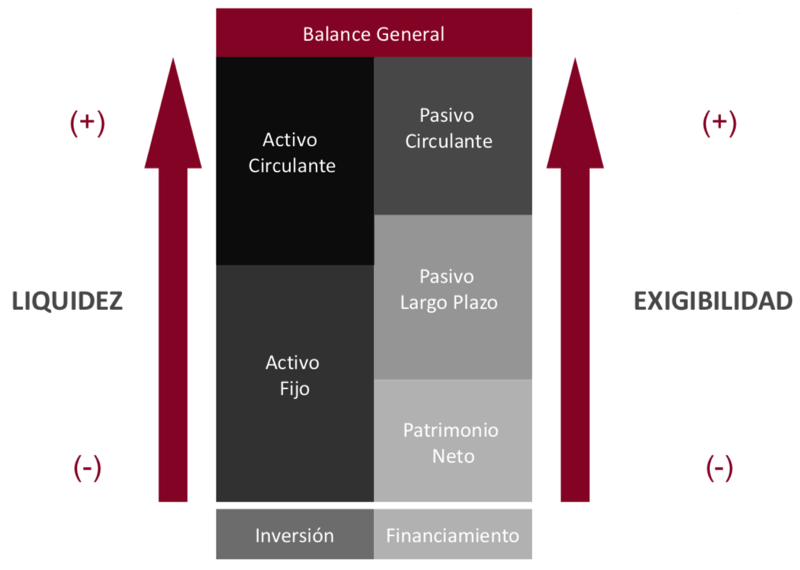 Balance General
(+)
Activo
Circulante
Pasivo
Circulante
(+)
LIQUIDEZ
Pasivo
Largo Plazo
EXIGIBILIDAD
Activo
Fijo
Patrimonio
Neto
(-)
(-)
Inversión
Financiamiento